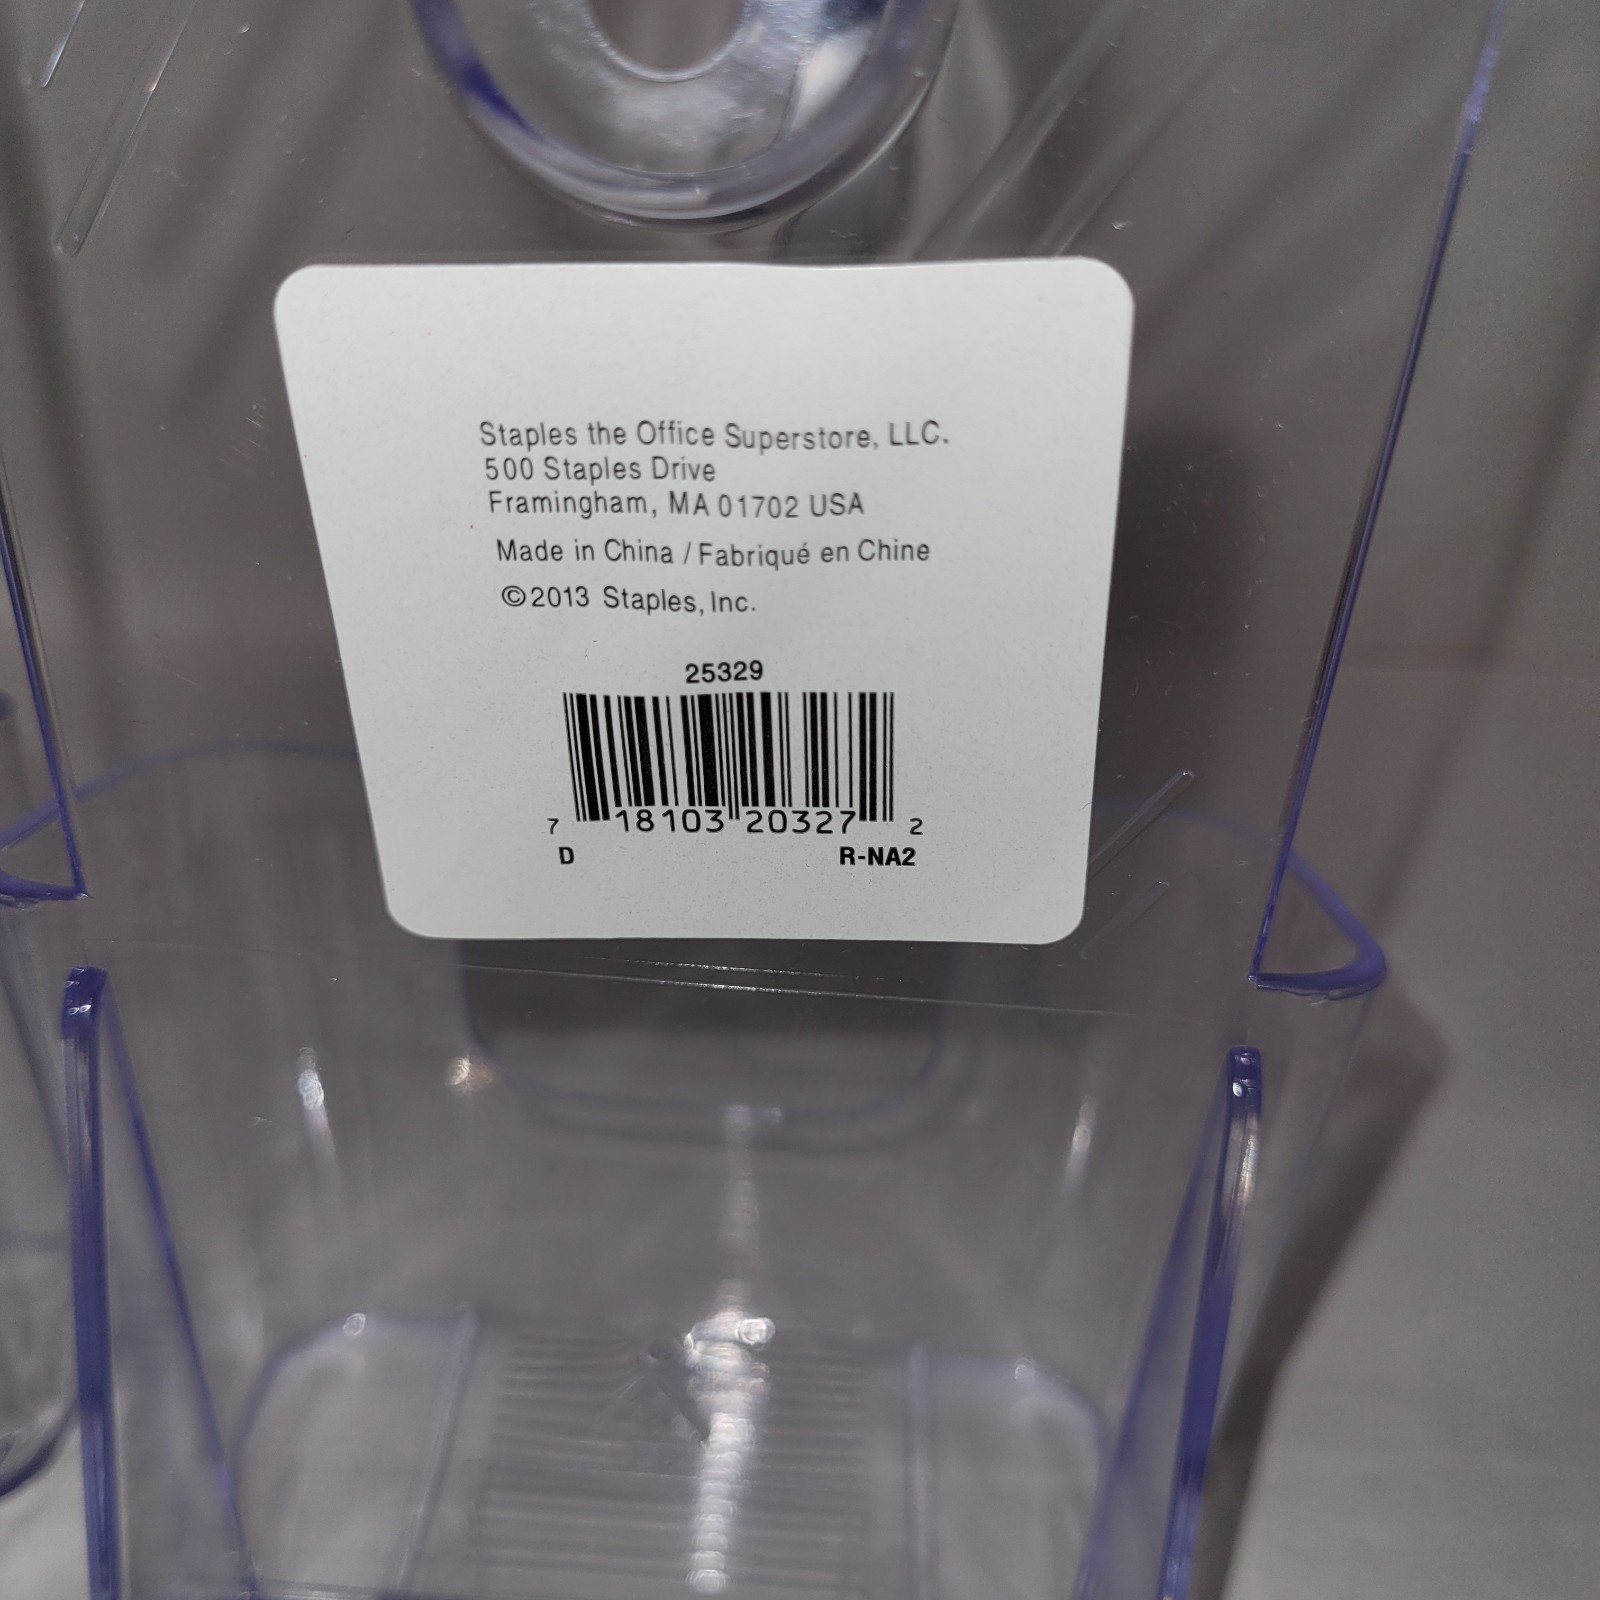 Staples the Office Superstore, LLC.
500 Staples Drive
Framingham, MA 01702 USA
Made in China / Fabriqué en Chine
©2013 Staples, Inc.
25329
7 18103 20327 2
D R-NA2